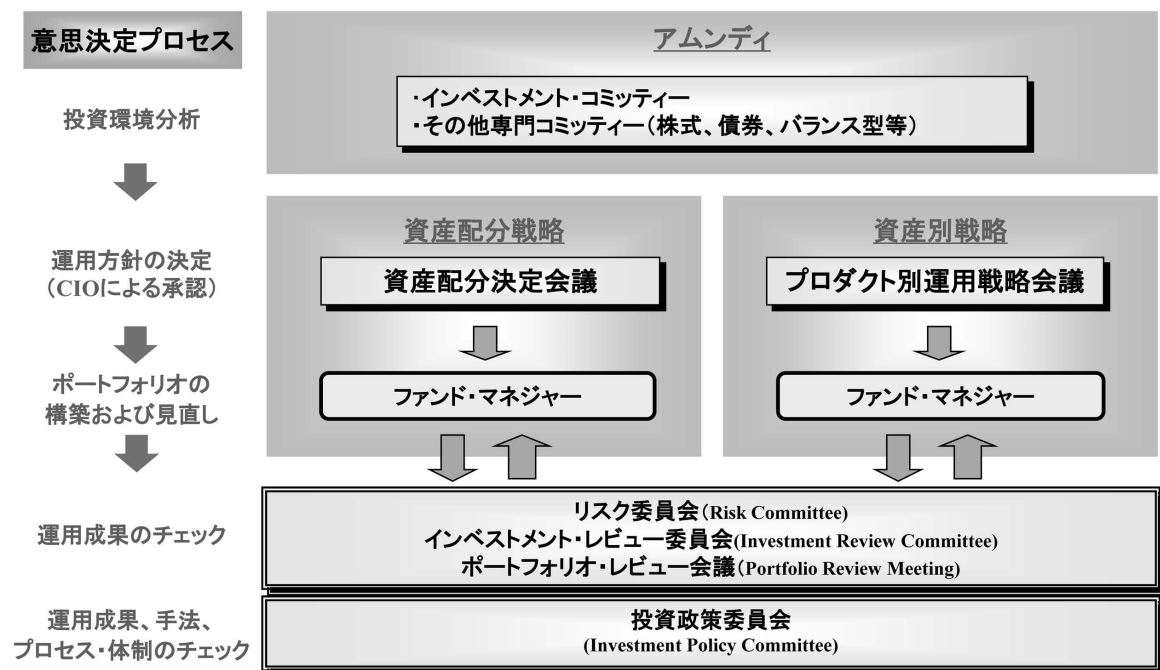 意思決定プロセス
アムンディ
・インベストメント・コミッティー
・その他専門コミッティー（株式、債券、バランス型等）
投資環境分析
資産配分戦略
資産別戦略
運用方針の決定
（CIOによる承認）
資産配分決定会議
プロダクト別運用戦略会議
ポートフォリオの
構築および見直し
ファンド・マネジャー
ファンド・マネジャー
運用成果のチェック
リスク委員会（Risk Committee）
インベストメント・レビュー委員会(Investment Review Committee)
ポートフォリオ・レビュー会議（Portfolio Review Meeting）
運用成果、手法、
プロセス・体制のチェック
投資政策委員会
(Investment Policy Committee)